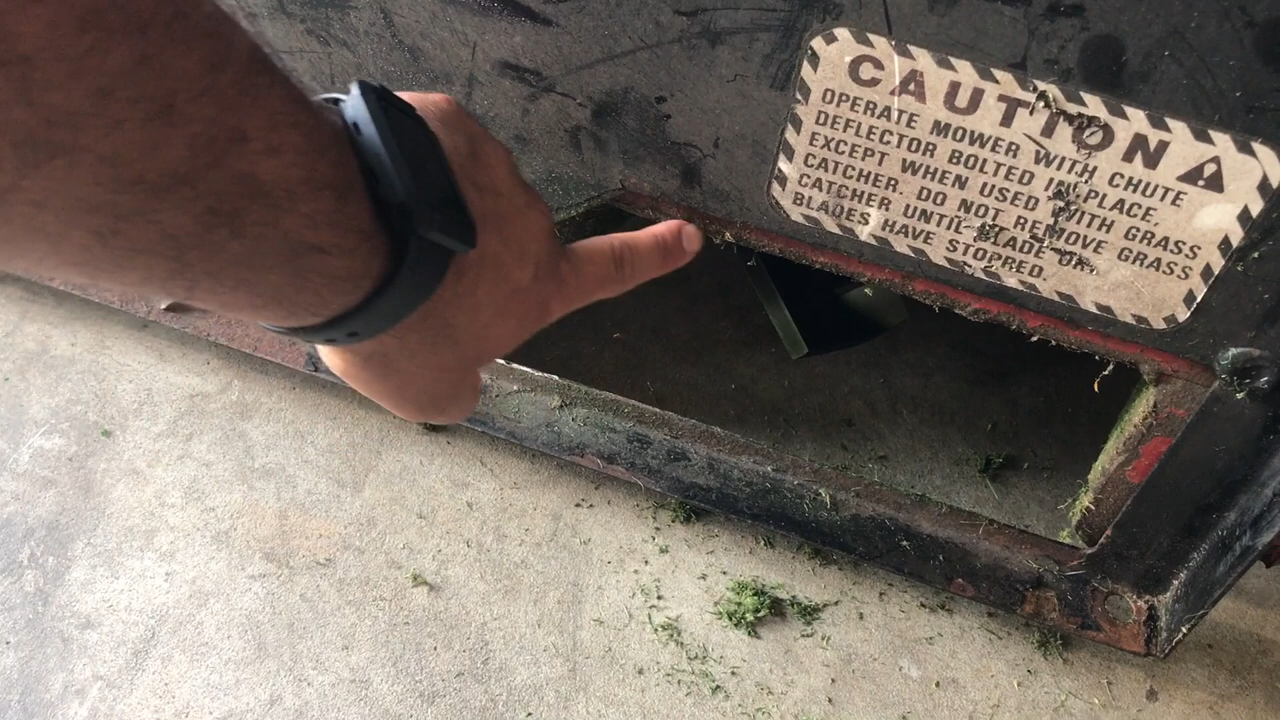 CAUTION
OPERATE MOWER WITH CHUTE
DEFLECTOR BOLTED IN PLACE,
EXCEPT WHEN USED WITH GRASS
CATCHER. DO NOT REMOVE GRASS
CATCHER UNTIL BLADE OR
BLADES HAVE STOPPED.